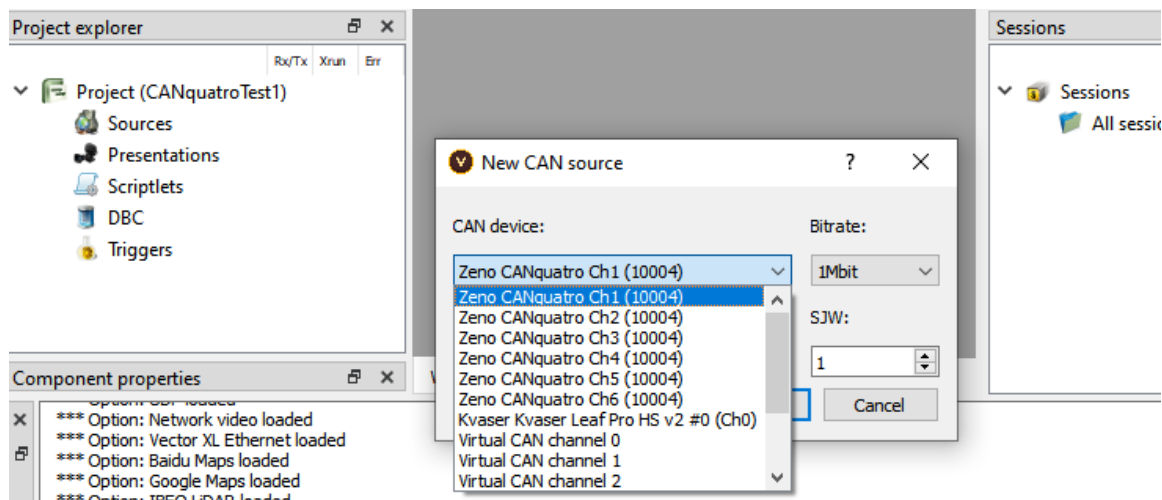 Project explorer
Rx/Tx Xrun Err
Project (CANquatroTest1)
Sources
Presentations
Scriptlets
DBC
Triggers
Sessions
Sessions
All sessio
New CAN source
?
CAN device:
Bitrate:
Zeno CANquatro Ch1 (10004)
1Mbit
Zeno CANquatro Ch1 (10004)
Zeno CANquatro Ch2 (10004)
Zeno CANquatro Ch3 (10004)
Zeno CANquatro Ch4 (10004)
Zeno CANquatro Ch5 (10004)
Zeno CANquatro Ch6 (10004)
Kvaser Kvaser Leaf Pro HS v2 #0 (Ch0)
Virtual CAN channel 0
Virtual CAN channel 1
Virtual CAN channel 2
SJW:
1
Cancel
Component properties
*** Option: Network video loaded
*** Option: Vector XL Ethernet loaded
*** Option: Baidu Maps loaded
*** Option: Google Maps loaded